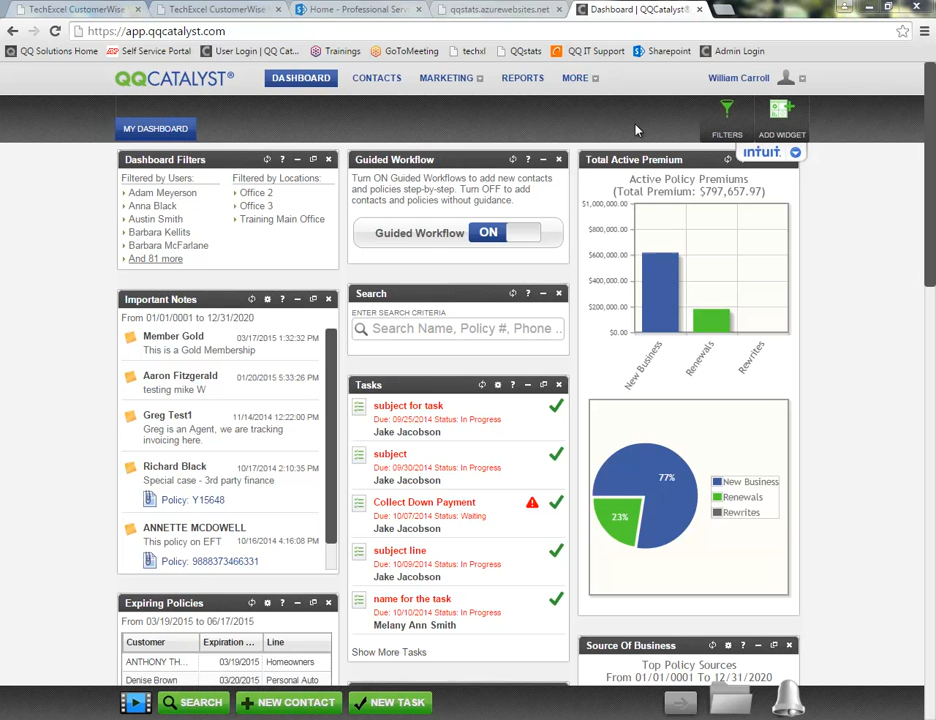 TechExcel CustomerWise
TechExcel CustomerWise
Home - Professional Serv
qqstats.azurewebsites.net
Dashboard | QQCatalyst®
https://app.qqcatalyst.com
QQ Solutions Home
Self Service Portal
User Login | QQ Cat...
Trainings
GoToMeeting
techxl
QQstats
QQ IT Support
Sharepoint
Admin Login
QQCATALYST®
DASHBOARD
CONTACTS
MARKETING
REPORTS
MORE
William Carroll
MY DASHBOARD
FILTERS
ADD WIDGET
intuit.
Dashboard Filters
Filtered by Users:
Filtered by Locations:
Adam Meyerson
Office 2
Anna Black
Office 3
Austin Smith
Training Main Office
Barbara Kellits
Barbara McFarlane
And 81 more
Important Notes
From 01/01/0001 to 12/31/2020
Member Gold
03/17/2015 1:32:32 PM
This is a Gold Membership
Aaron Fitzgerald
01/20/2015 5:33:26 PM
testing mike W
Greg Test1
11/14/2014 12:22:00 PM
Greg is an Agent, we are tracking
invoicing here.
Richard Black
10/17/2014 2:10:35 PM
Special case - 3rd party finance
Policy: Y15648
ANNETTE MCDOWELL
10/16/2014 4:16:08 PM
This policy on EFT
Policy: 9888373466331
Expiring Policies
From 03/19/2015 to 06/17/2015
Customer
Expiration ...
Line
ANTHONY TH...
03/19/2015
Homeowners
Denise Brown
03/20/2015
Personal Auto
Guided Workflow
Turn ON Guided Workflows to add new contacts
and policies step-by-step. Turn OFF to add
contacts and policies without guidance.
Guided Workflow
ON
Search
ENTER SEARCH CRITERIA
Search Name, Policy #, Phone ..
Tasks
subject for task
Due: 09/25/2014 Status: In Progress
Jake Jacobson
subject
Due: 09/30/2014 Status: In Progress
Jake Jacobson
Collect Down Payment
Due: 10/07/2014 Status: Waiting
Jake Jacobson
subject line
Due: 10/09/2014 Status: In Progress
Jake Jacobson
name for the task
Due: 10/10/2014 Status: In Progress
Melany Ann Smith
Show More Tasks
Total Active Premium
Active Policy Premiums
(Total Premium: $797,657.97)
$1,000,000.00
$800,000.00
$600,000.00
$400,000.00
$200,000.00
$0.00
New Business
Renewals
Rewrites
77%
23%
New Business
Renewals
Rewrites
Source Of Business
Top Policy Sources
From 01/01/0001 to 12/31/2020
SEARCH
NEW CONTACT
NEW TASK